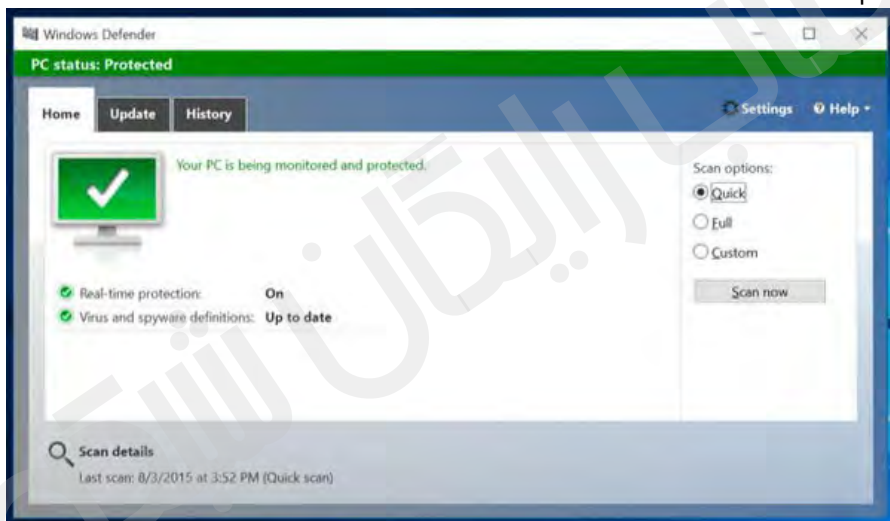 Windows Defender
PC status: Protected
Home Update History Settings Help
Your PC is being monitored and protected.
Scan options:
Quick
Full
Custom
Scan now
Real-time protection: On
Virus and spyware definitions: Up to date
Scan details
Last scan: 8/3/2015 at 3:52 PM (Quick scan)